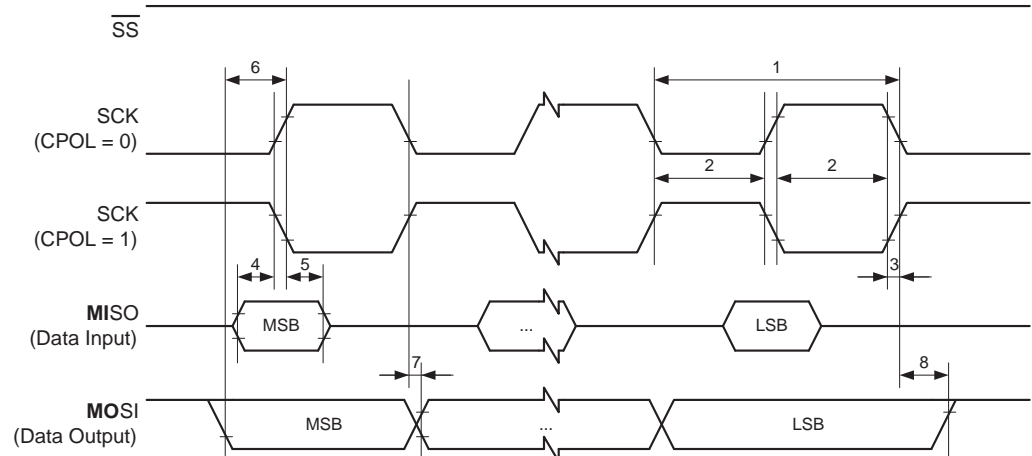 SS
6
1
SCK
(CPOL = 0)
2
2
SCK
(CPOL = 1)
4
5
3
MISO
(Data Input)
MSB
...
LSB
7
8
MOSI
(Data Output)
MSB
...
LSB